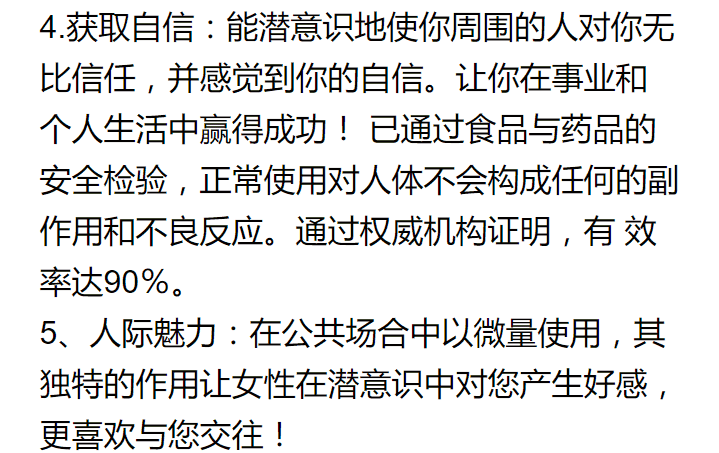 4.获取自信：能潜意识地使你周围的人对你无
比信任，并感觉到你的自信。让你在事业和
个人生活中赢得成功！ 已通过食品与药品的
安全检验，正常使用对人体不会构成任何的副
作用和不良反应。通过权威机构证明，有 效
率达90％。
5、人际魅力：在公共场合中以微量使用，其
独特的作用让女性在潜意识中对您产生好感，
更喜欢与您交往！